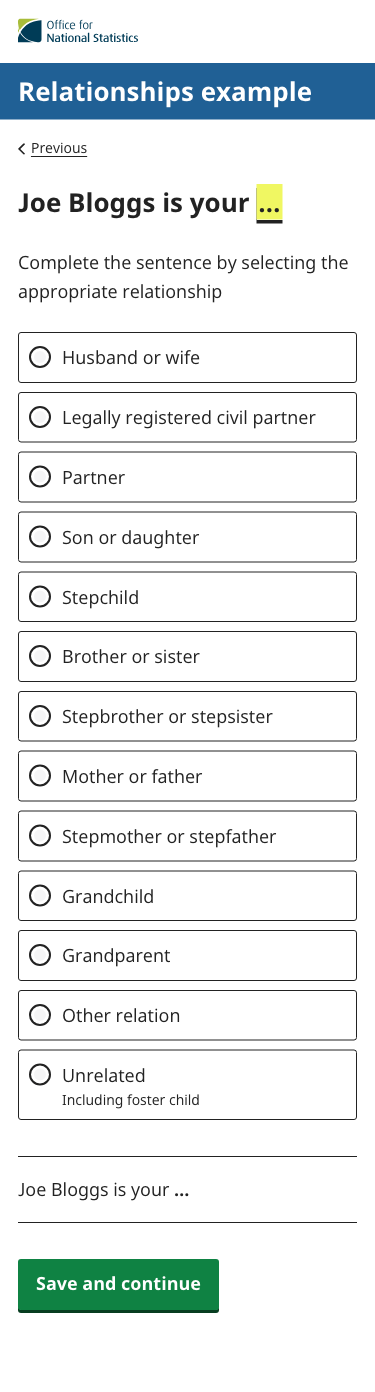 Office for
National Statistics
Relationships example
Previous
Joe Bloggs is your ...
Complete the sentence by selecting the
appropriate relationship
Husband or wife
Legally registered civil partner
Partner
Son or daughter
Stepchild
Brother or sister
Stepbrother or stepsister
Mother or father
Stepmother or stepfather
Grandchild
Grandparent
Other relation
Unrelated
Including foster child
Joe Bloggs is your ...
Save and continue